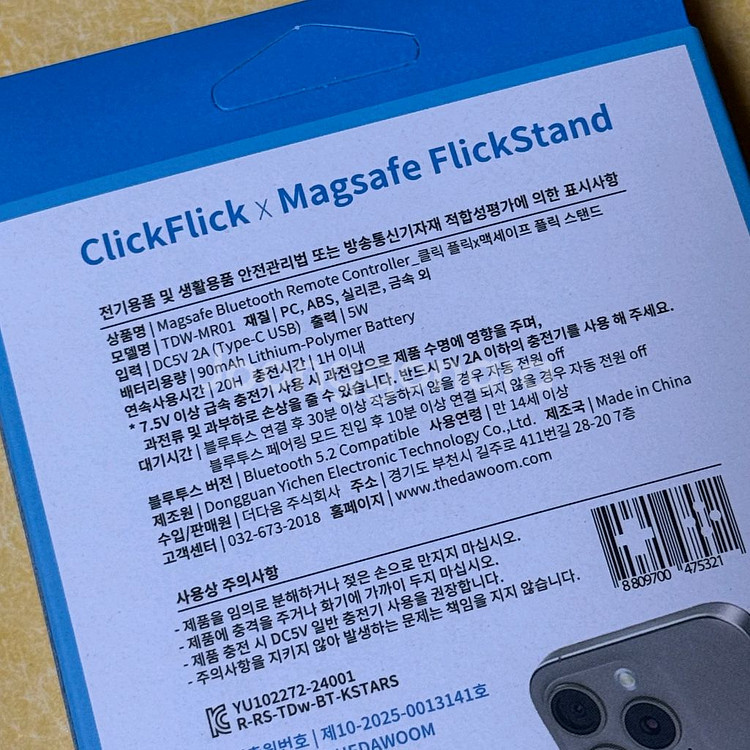 ClickFlick x Magsafe FlickStand
전기용품 및 생활용품 안전관리법 또는 방송통신기자재 적합성평가에 의한 표시사항
상품명 | Magsafe Bluetooth Remote Controller_클릭 플릭x맥세이프 플릭 스탠드
모델명 | TDW-MR01 재질 | PC, ABS, 실리콘, 금속 외
입력 | DC5V 2A (Type-C USB) 출력 | 5W
배터리용량 | 90mAh Lithium-Polymer Battery
연속사용시간 | 70H 충전시간 | 1H 이내
* 7.5V 이상 급속 충전기 사용시 과전압으로 제품 수명에 영향을 주며,
과전류 및 과부하로 손상을 줄 수 있습니다. 반드시 5V 2A 이하의 충전기를 사용 해 주세요.
대기시간 | 블루투스 연결 후 30분 이상 작동하지 않을 경우 자동 전원 off
블루투스 페어링 모드 진입 후 10분 이상 연결 되지 않을 경우 자동 전원 off
블루투스 버전 | Bluetooth 5.2 Compatible 사용연령 | 만 14세 이상
제조원 | Dongguan Yichen Electronic Technology Co.,Ltd. 제조국 | Made in China
수입/판매원 | 더다움 주식회사 주소 | 경기도 부천시 길주로 411번길 28-20 7층
고객센터 | 032-673-2018 홈페이지 | www.thedawoom.com
사용상 주의사항
- 제품을 임의로 분해하거나 젖은 손으로 만지지 마십시오.
- 제품에 충격을 주거나 화기에 가까이 두지 마십시오.
- 제품 충전 시 DC5V 일반 충전기 사용을 권장합니다.
- 주의사항을 지키지 않아 발생하는 문제는 책임을 지지 않습니다.
8 809700 475321
YU102272-24001
R-RS-TDw-BT-KSTARS
제10-2025-0013141호
THEDAWOOM